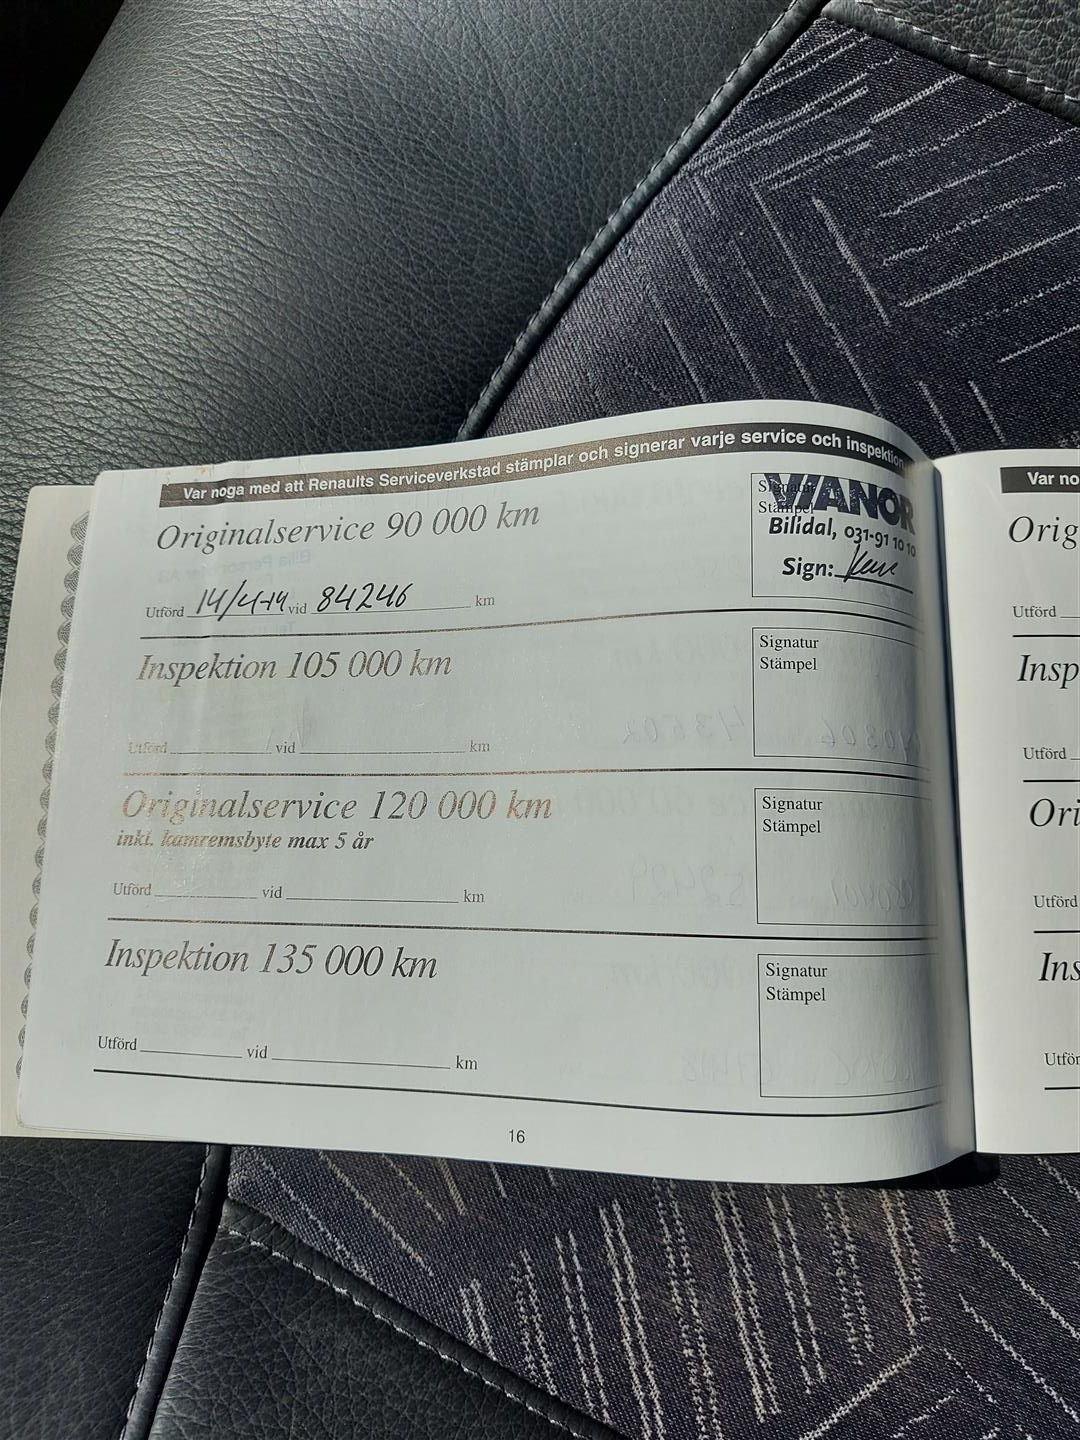 Var noga med att Renaults Serviceverkstad stämplar och signerar varje service och inspektion
Originalservice 90 000 km
Utförd 14/4-14 vid 84246 km
Signatur
Stämpel
VIANOR
Bilidal, 031-91 10 10
Sign:
Inspektion 105 000 km
Utförd vid km
Signatur
Stämpel
Originalservice 120 000 km
inkl. kamremsbyte max 5 år
Utförd vid km
Signatur
Stämpel
Inspektion 135 000 km
Utförd vid km
Signatur
Stämpel
16
Var no
Orig
Utförd
Insp
Utförd
Ori
Utförd
Ins
Utför